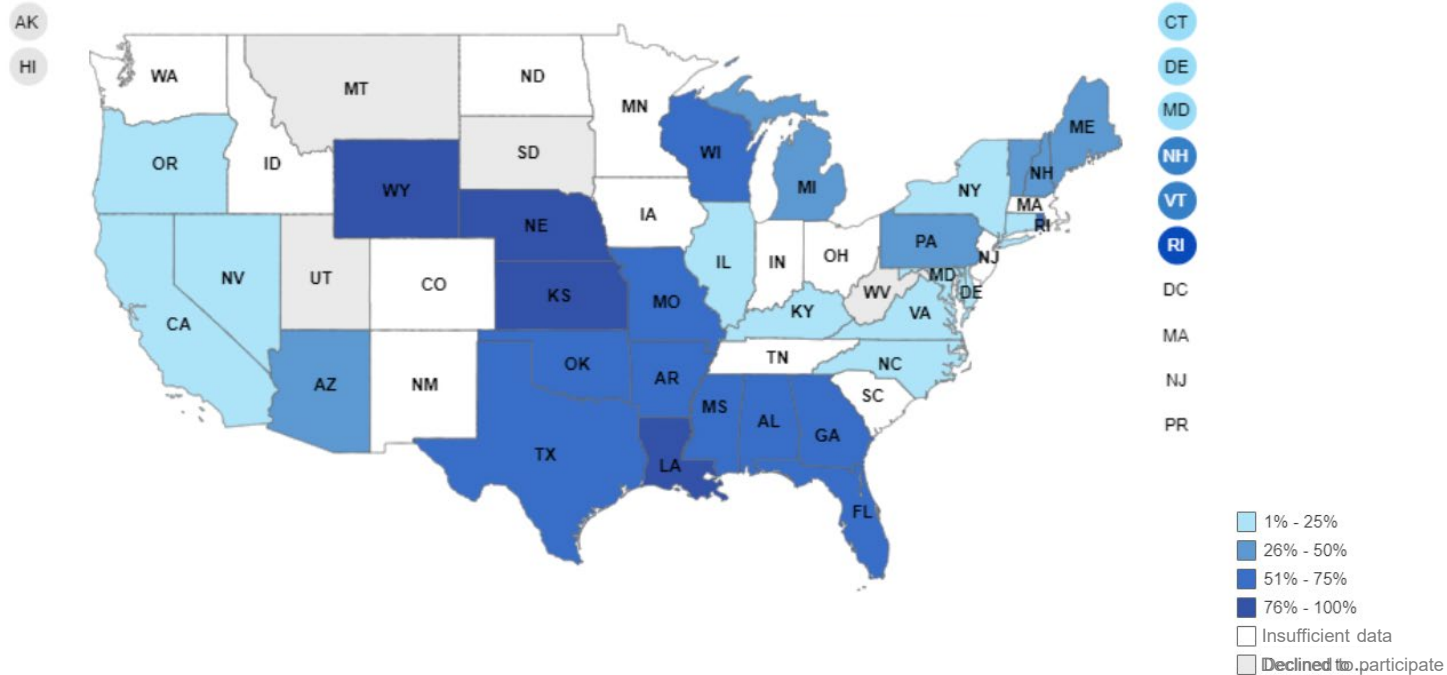 AK
HI
WA
MT
ND
MN
OR
ID
SD
WI
WY
MI
IA
NE
NV
UT
CO
IL
IN
OH
PA
NY
ME
NH
MA
RI
NJ
MD
DE
WV
VA
KY
CA
KS
MO
AZ
NM
OK
AR
TN
NC
SC
MS
AL
GA
TX
LA
FL
CT
DE
MD
NH
VT
RI
DC
MA
NJ
PR
1% - 25%
26% - 50%
51% - 75%
76% - 100%
Insufficient data
Declined to participate